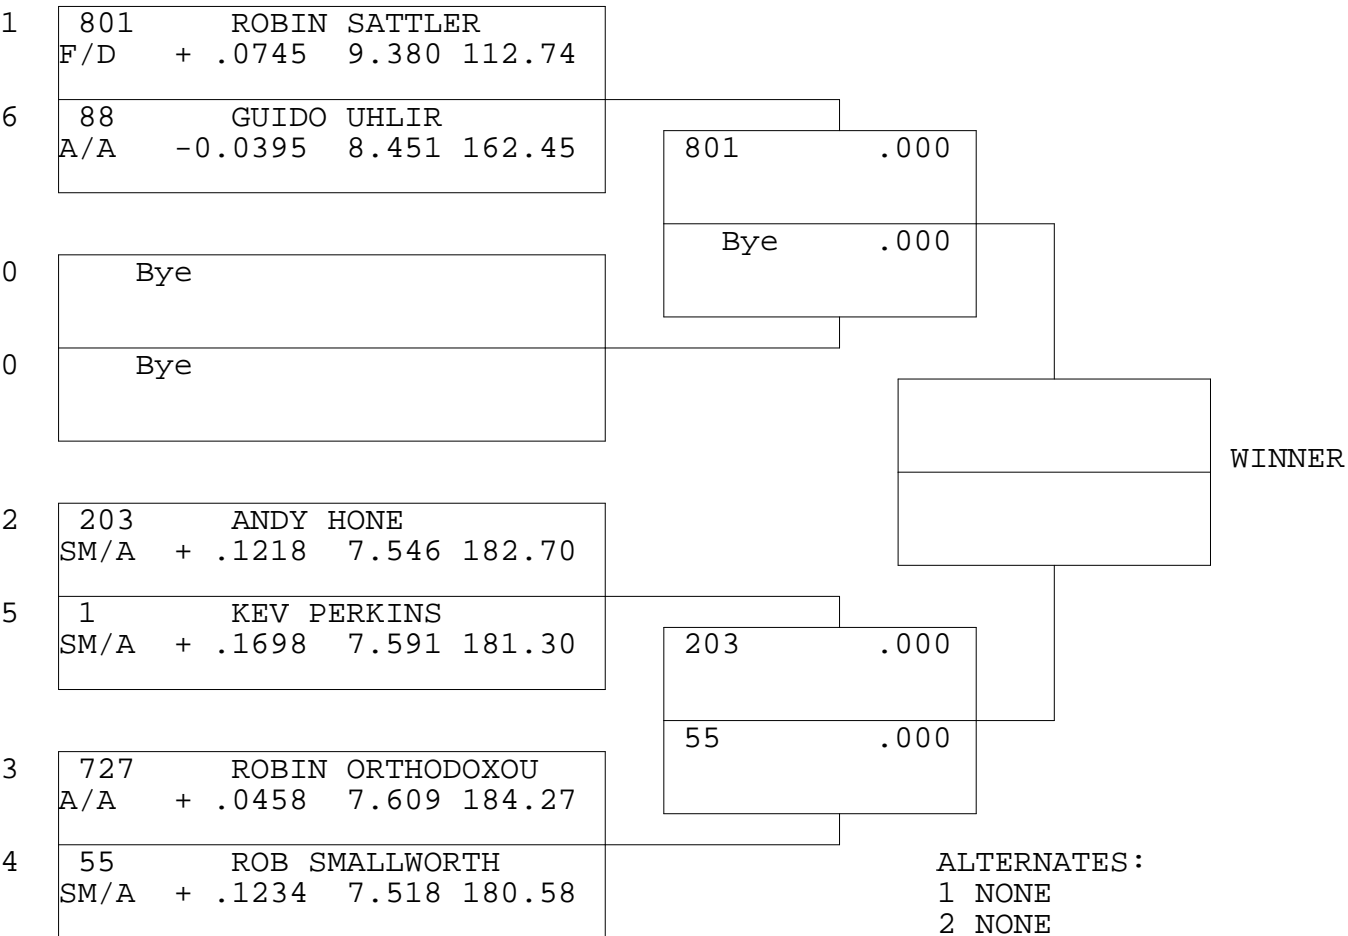 1 801 ROBIN SATTLER
F/D + .0745 9.380 112.74
6 88 GUIDO UHLIR
A/A -0.0395 8.451 162.45
801 .000
Bye .000
0 Bye
0 Bye
WINNER
2 203 ANDY HONE
SM/A + .1218 7.546 182.70
5 1 KEV PERKINS
SM/A + .1698 7.591 181.30
203 .000
55 .000
3 727 ROBIN ORTHODOXOU
A/A + .0458 7.609 184.27
4 55 ROB SMALLWORTH
SM/A + .1234 7.518 180.58
ALTERNATES:
1 NONE
2 NONE